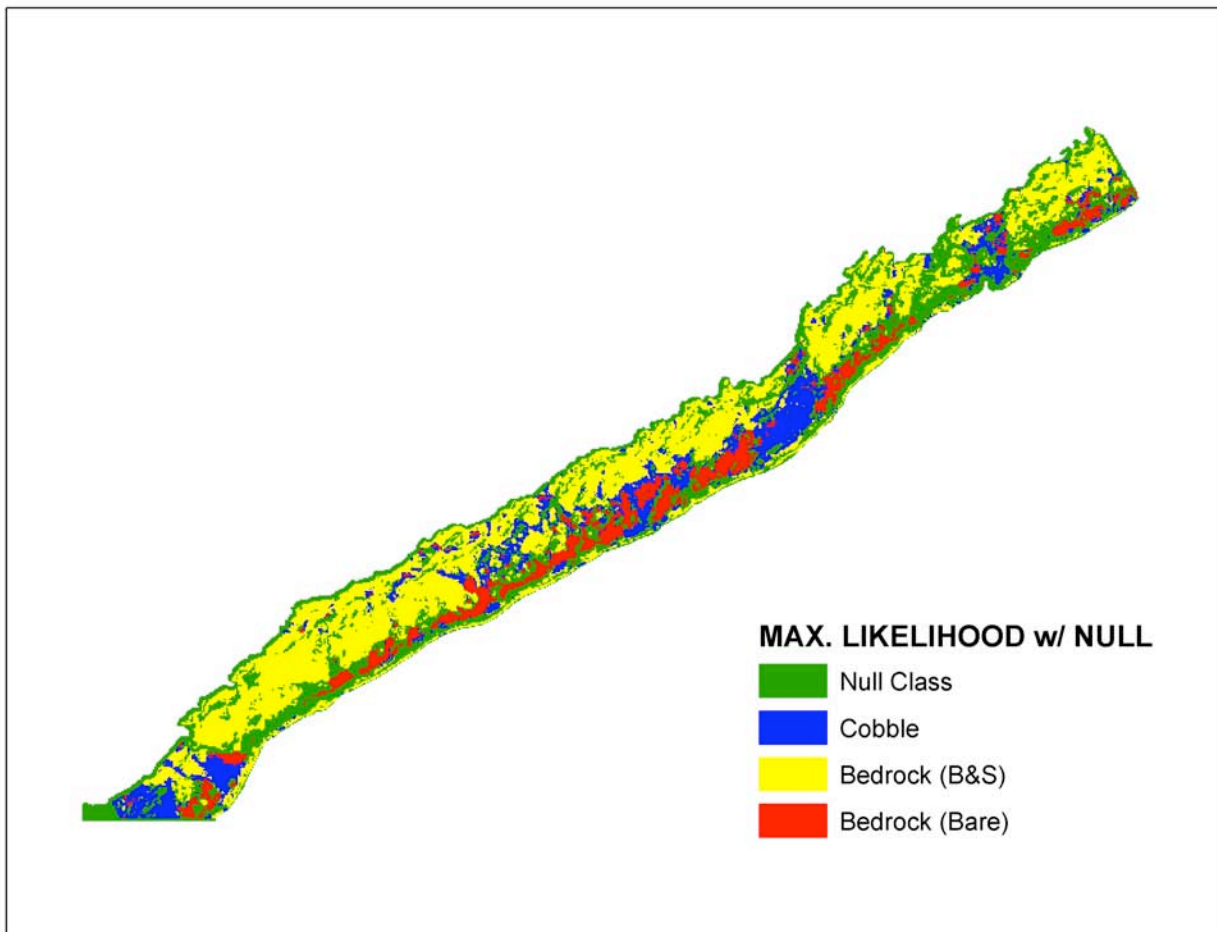 MAX. LIKELIHOOD w/ NULL
Null Class
Cobble
Bedrock (B&S)
Bedrock (Bare)